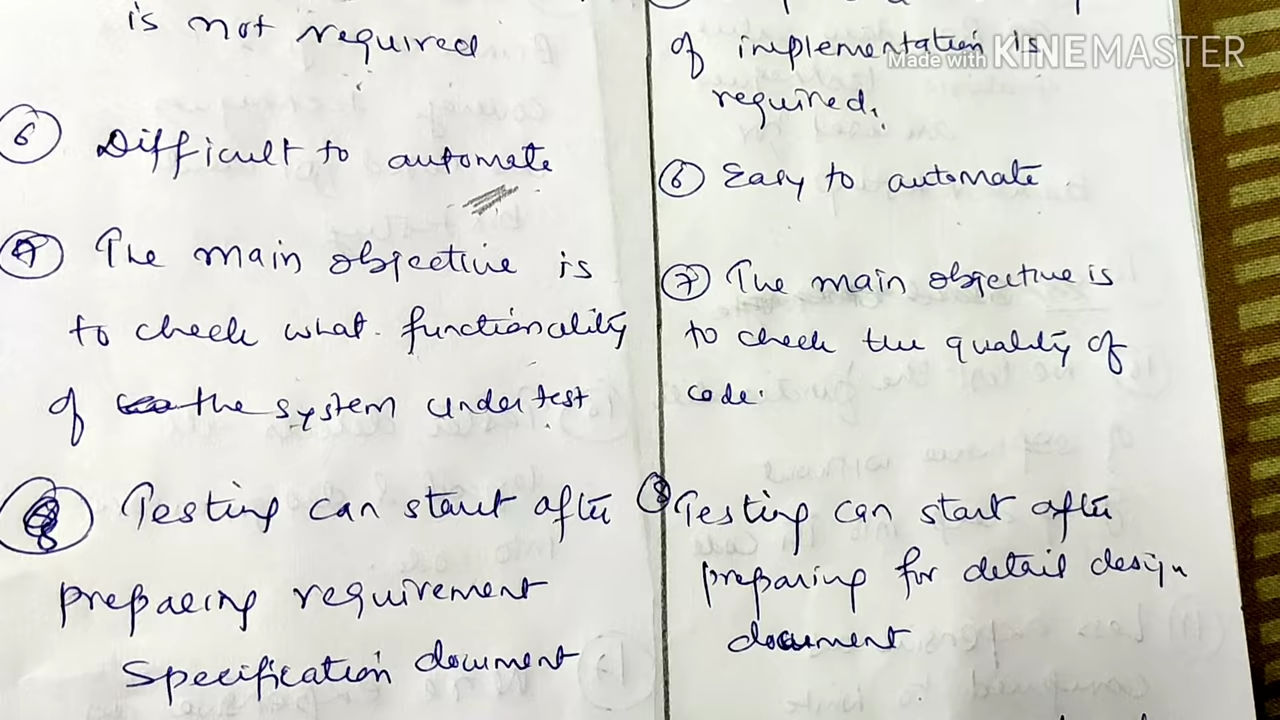 is not required
6 Difficult to automate
7 The main objective is
to check what functionality
of the system under test
8 Testing can start after
preparing requirement
Specification document
of implementation is
required.
6 Easy to automate
7 The main objective is
to check the quality of
code.
8 Testing can start after
preparing for detail design
document
Made with KINEMASTER